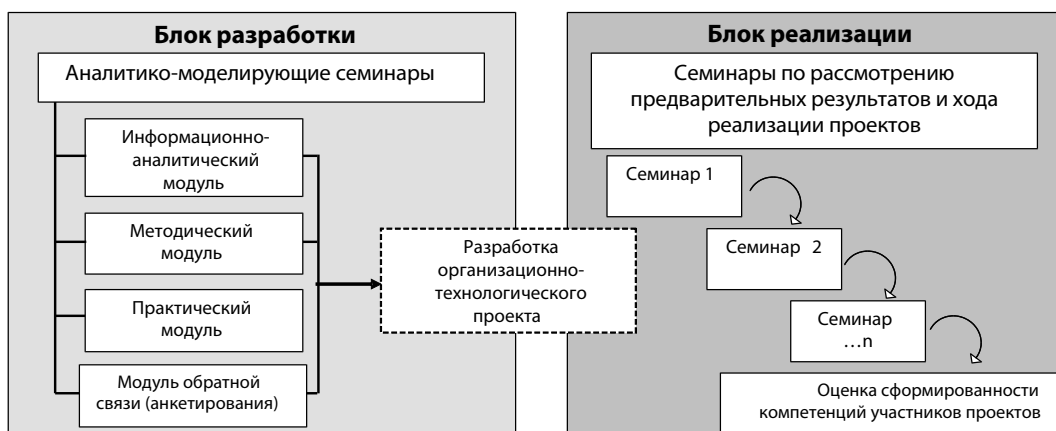 Блок разработки
Аналитико-моделирующие семинары
Информационно-
аналитический
модуль
Методический
модуль
Практический
модуль
Модуль обратной
связи (анкетирования)
Разработка
организационно-
технологического
проекта
Блок реализации
Семинары по рассмотрению
предварительных результатов и хода
реализации проектов
Семинар 1
Семинар 2
Семинар
...n
Оценка сформированности
компетенций участников проектов